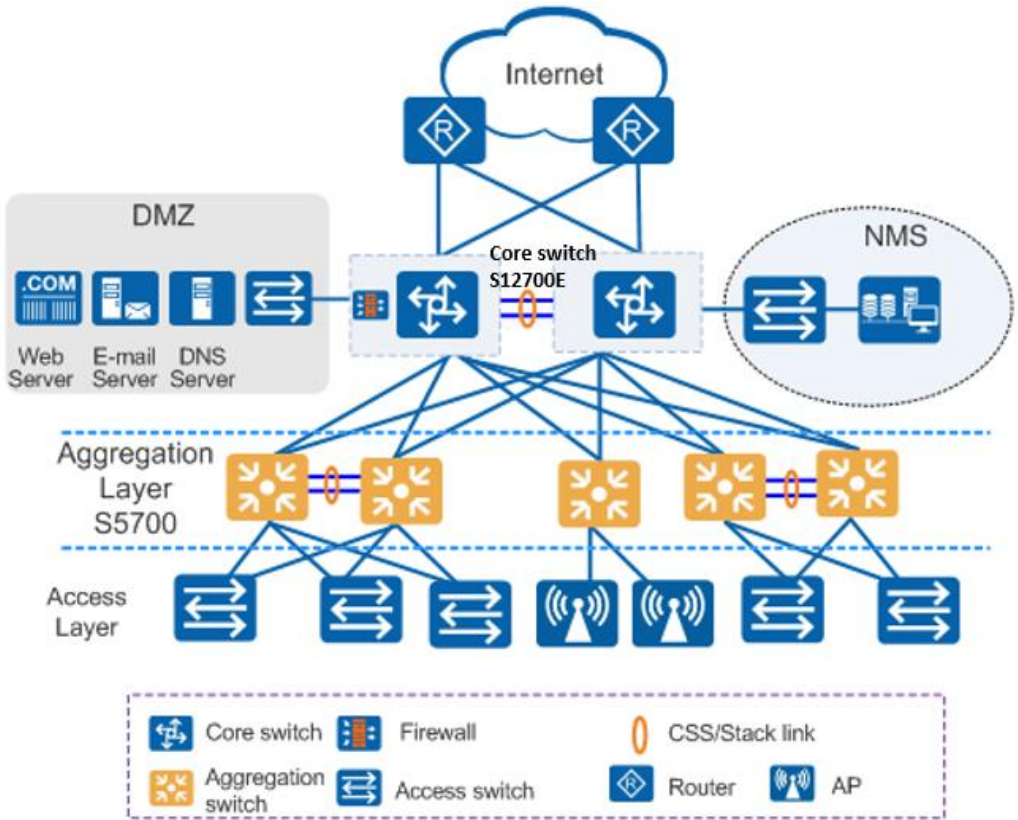 Internet
R
R
DMZ
.COM
Web
Server
E-mail
Server
DNS
Server
Core switch
S12700E
NMS
Aggregation
Layer
S5700
Access
Layer
Core switch
Firewall
CSS/Stack link
Aggregation
switch
Access switch
R
Router
AP